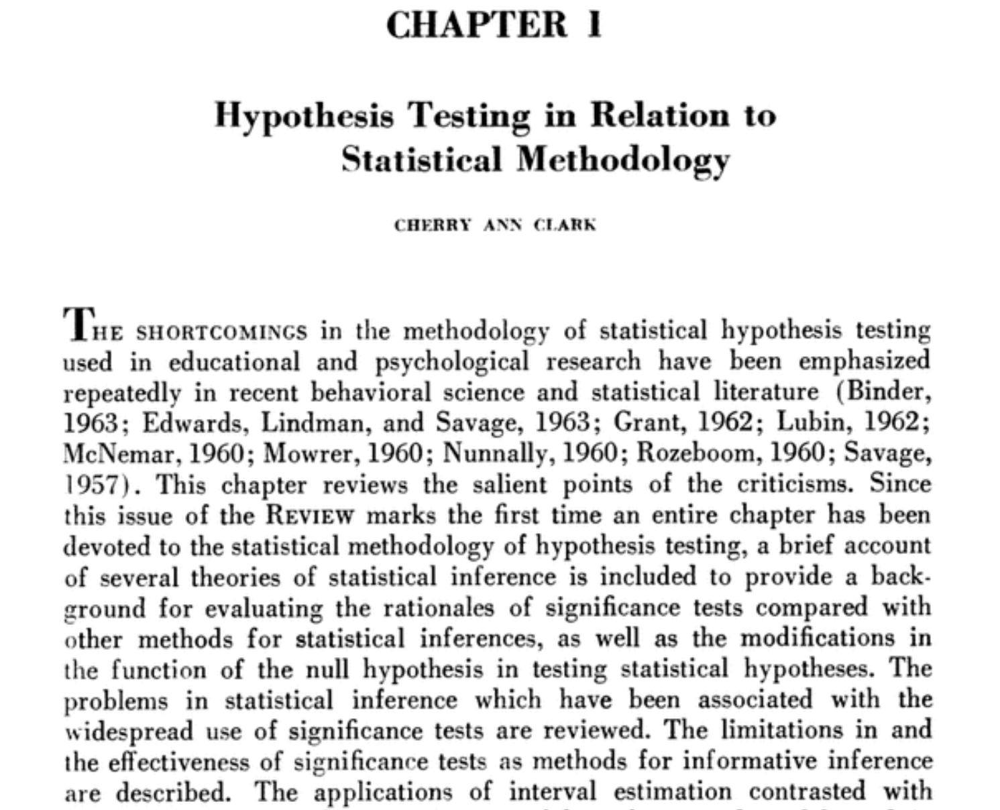 CHAPTER I
Hypothesis Testing in Relation to
Statistical Methodology
CHERRY ANN CLARK
THE SHORTCOMINGS in the methodology of statistical hypothesis testing
used in educational and psychological research have been emphasized
repeatedly in recent behavioral science and statistical literature (Binder,
1963; Edwards, Lindman, and Savage, 1963; Grant, 1962; Lubin, 1962;
McNemar, 1960; Mowrer, 1960; Nunnally, 1960; Rozeboom, 1960; Savage,
1957). This chapter reviews the salient points of the criticisms. Since
this issue of the REVIEW marks the first time an entire chapter has been
devoted to the statistical methodology of hypothesis testing, a brief account
of several theories of statistical inference is included to provide a back-
ground for evaluating the rationales of significance tests compared with
other methods for statistical inferences, as well as the modifications in
the function of the null hypothesis in testing statistical hypotheses. The
problems in statistical inference which have been associated with the
widespread use of significance tests are reviewed. The limitations in and
the effectiveness of significance tests as methods for informative inference
are described. The applications of interval estimation contrasted with